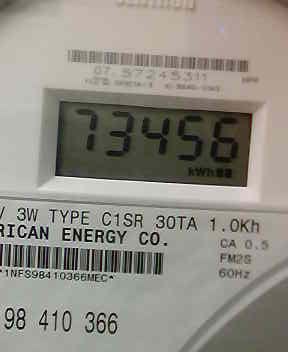 07 57245311
73456
kWh
V 3W TYPE C1SR 30TA 1.0Kh
RICAN ENERGY CO.
CA 0.5
FM2S
60Hz
*1NFS98410366MEC*
98 410 366